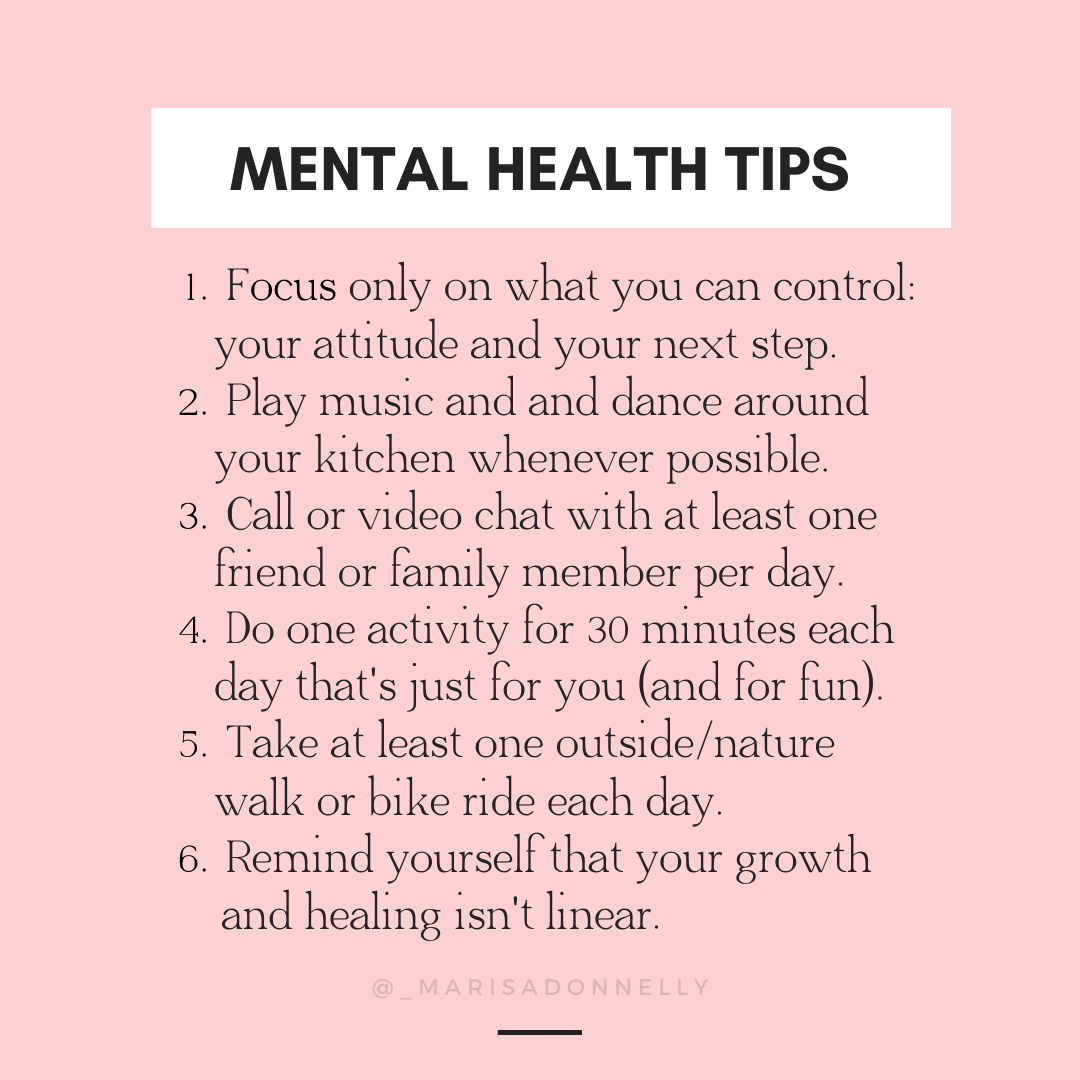 MENTAL HEALTH TIPS
1. Focus only on what you can control:
your attitude and your next step.
2. Play music and and dance around
your kitchen whenever possible.
3. Call or video chat with at least one
friend or family member per day.
4. Do one activity for 30 minutes each
day that's just for you (and for fun).
5. Take at least one outside/nature
walk or bike ride each day.
6. Remind yourself that your growth
and healing isn't linear.
@_MARISADONNELLY